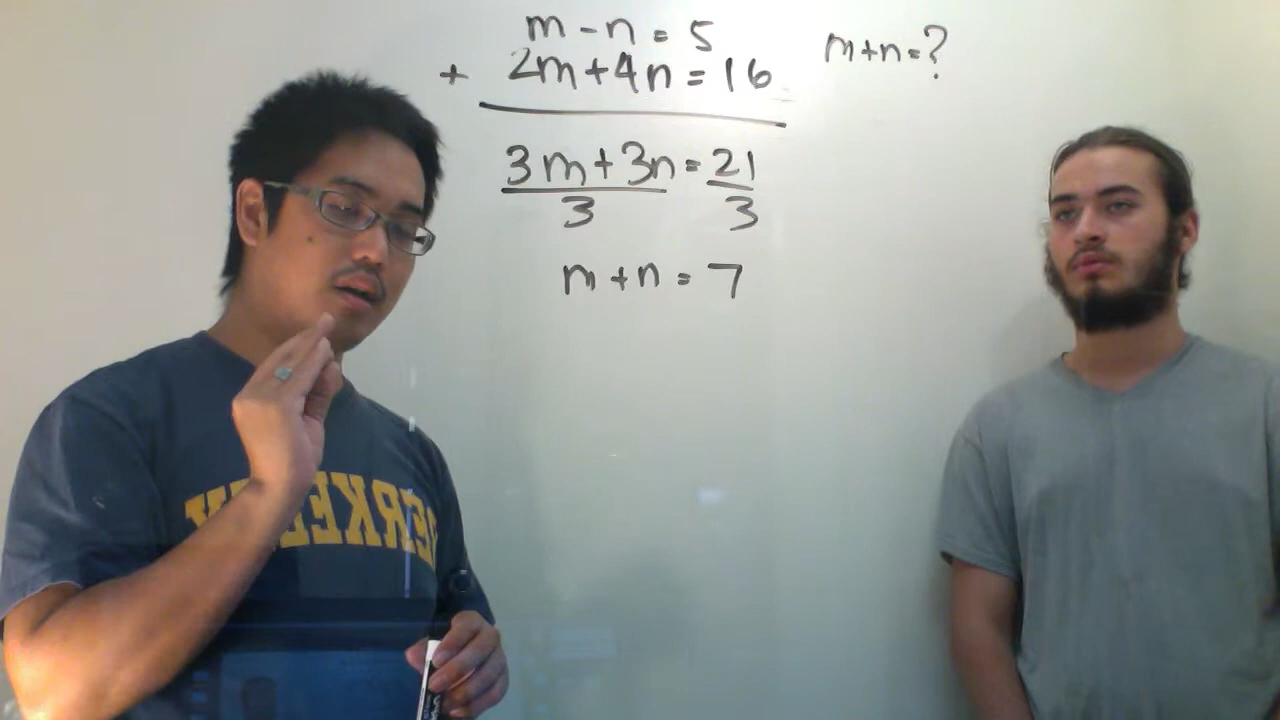 m - n = 5
m + n = ?
+ 2m + 4n = 16
3m + 3n = 21
3 3
m + n = 7
BERKELEY